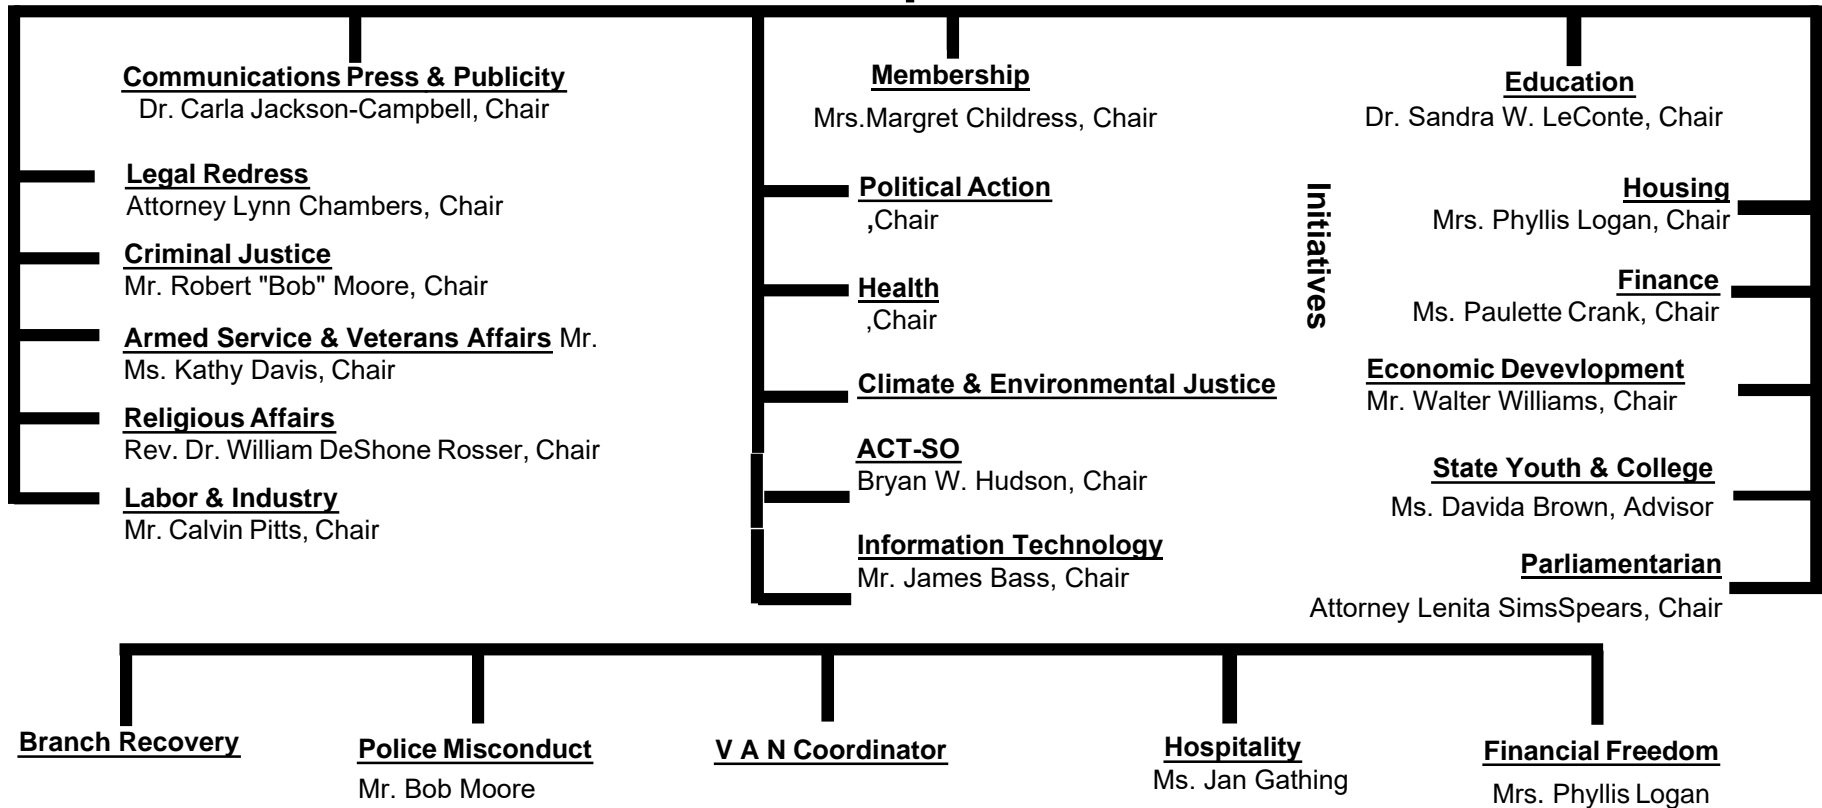 Communications Press & Publicity
Dr. Carla Jackson-Campbell, Chair
Legal Redress
Attorney Lynn Chambers, Chair
Criminal Justice
Mr. Robert "Bob" Moore, Chair
Armed Service & Veterans Affairs Mr.
Ms. Kathy Davis, Chair
Religious Affairs
Rev. Dr. William DeShone Rosser, Chair
Labor & Industry
Mr. Calvin Pitts, Chair
Membership
Mrs.Margret Childress, Chair
Political Action
,Chair
Health
,Chair
Climate & Environmental Justice
ACT-SO
Bryan W. Hudson, Chair
Information Technology
Mr. James Bass, Chair
Initiatives
Education
Dr. Sandra W. LeConte, Chair
Housing
Mrs. Phyllis Logan, Chair
Finance
Ms. Paulette Crank, Chair
Economic Devevlopment
Mr. Walter Williams, Chair
State Youth & College
Ms. Davida Brown, Advisor
Parliamentarian
Attorney Lenita SimsSpears, Chair
Branch Recovery
Police Misconduct
Mr. Bob Moore
V A N Coordinator
Hospitality
Ms. Jan Gathing
Financial Freedom
Mrs. Phyllis Logan